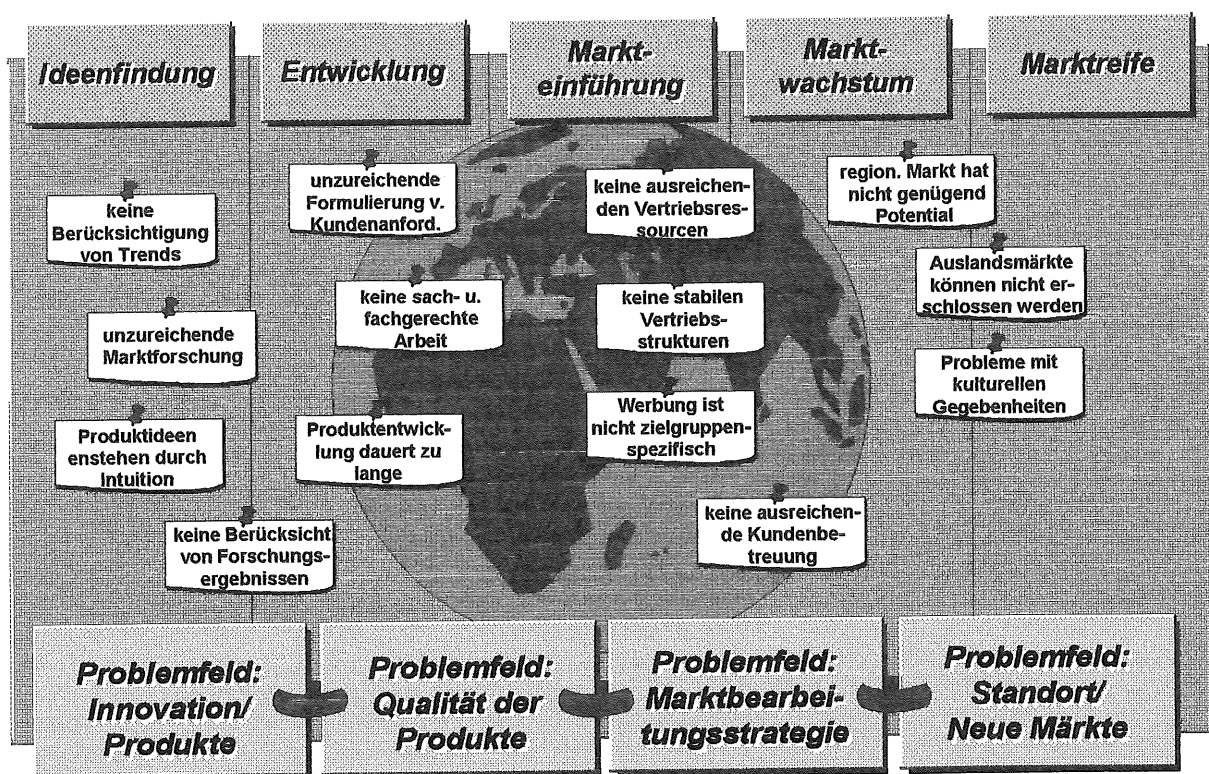 Ideenfindung
Entwicklung
Markt-
einführung
Markt-
wachstum
Marktreife
keine
Berücksichtigung
von Trends
unzureichende
Marktforschung
Produktideen
enstehen durch
Intuition
keine Berücksicht.
von Forschungs-
ergebnissen
unzureichende
Formulierung v.
Kundenanford.
keine sach- u.
fachgerechte
Arbeit
Produktentwick-
lung dauert zu
lange
keine ausreichen-
den Vertriebsres-
sourcen
keine stabilen
Vertriebs-
strukturen
Werbung ist
nicht zielgruppen-
spezifisch
keine ausreichen-
de Kundenbe-
treuung
region. Markt hat
nicht genügend
Potential
Auslandsmärkte
können nicht er-
schlossen werden
Probleme mit
kulturellen
Gegebenheiten
Problemfeld:
Innovation/
Produkte
Problemfeld:
Qualität der
Produkte
Problemfeld:
Marktbearbei-
tungsstrategie
Problemfeld:
Standort/
Neue Märkte